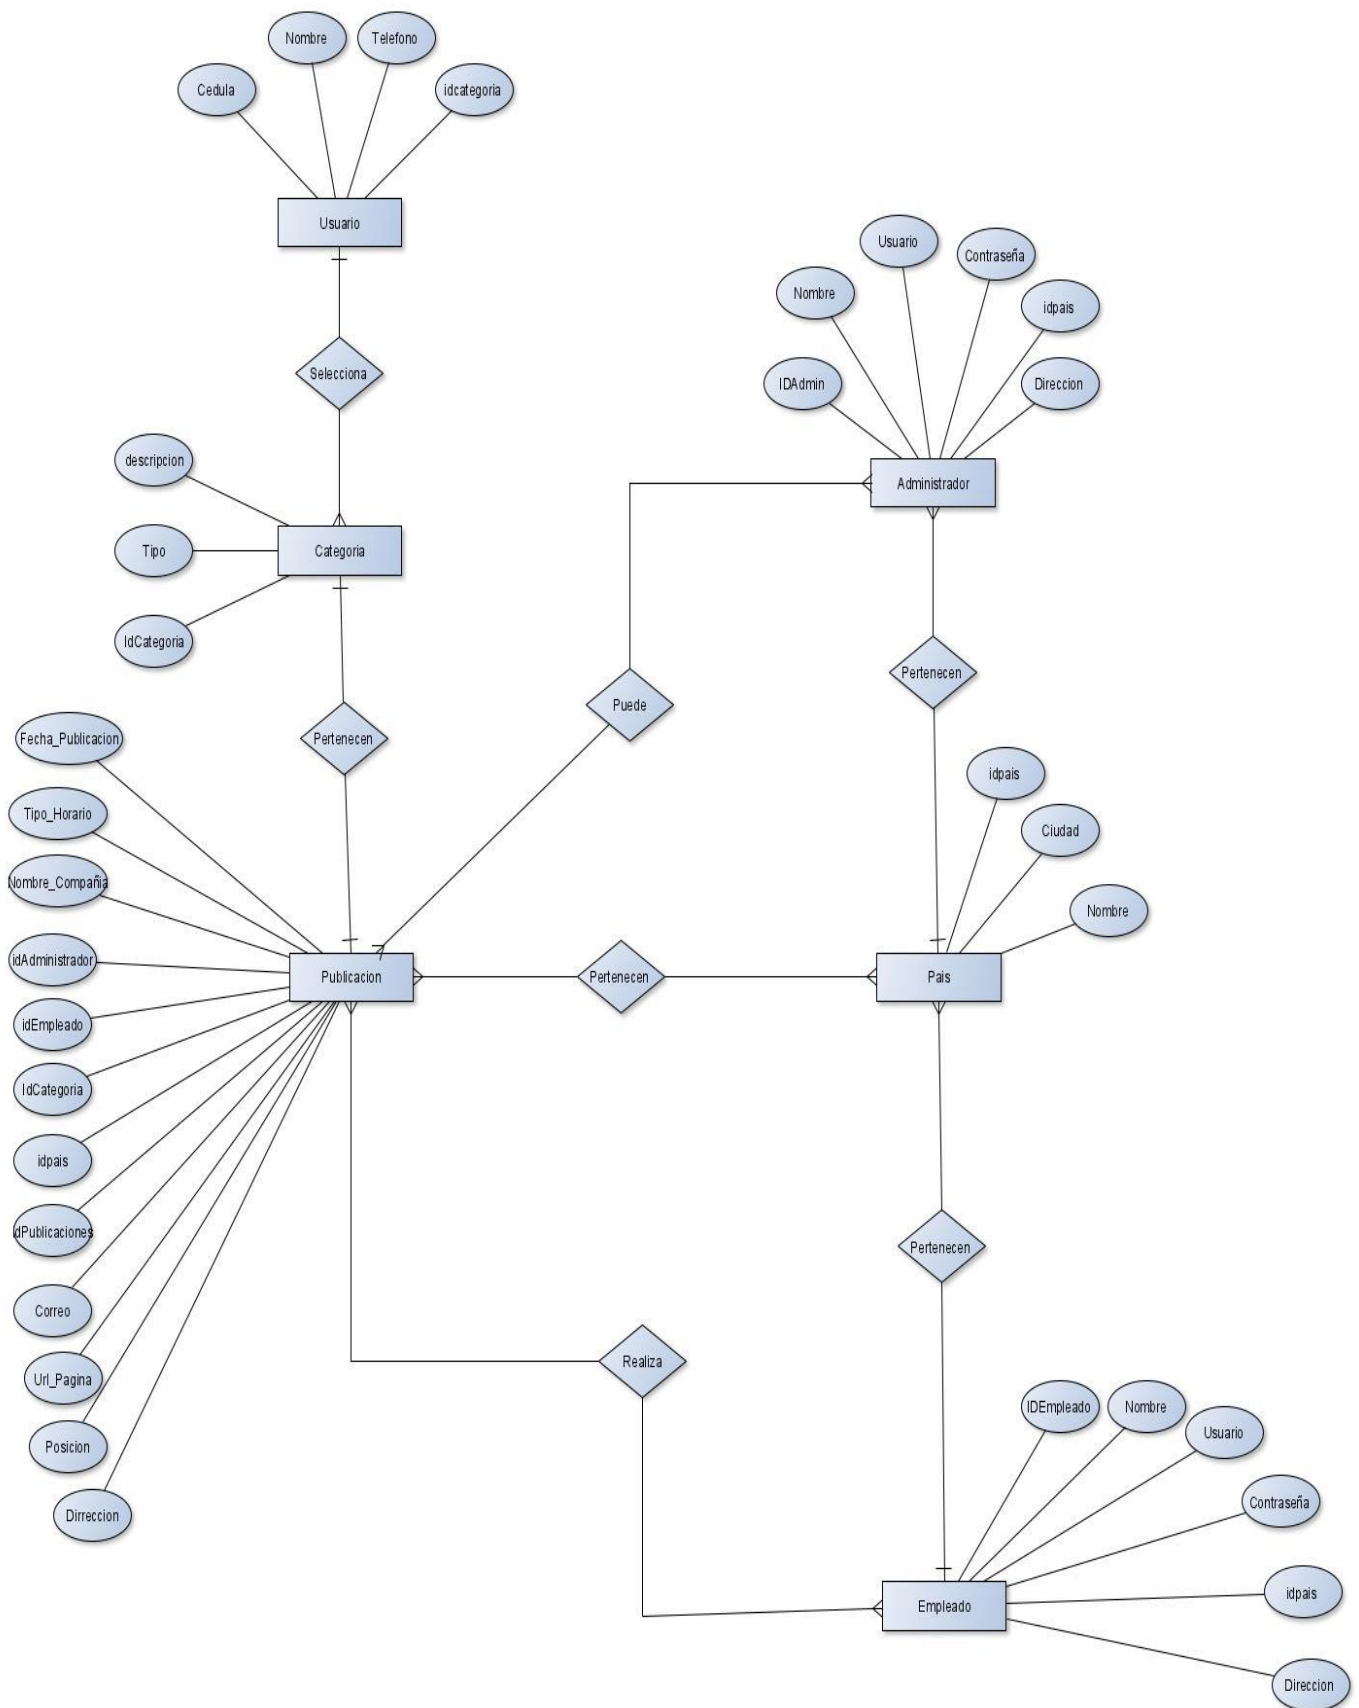 Nombre
Telefono
Cedula
idcategoria
Usuario
Selecciona
descripcion
Tipo
Categoria
IdCategoria
Usuario
Contraseña
Nombre
idpais
IDAdmin
Direccion
Administrador
Pertenecen
Puede
Pertenecen
Fecha_Publicacion
Tipo_Horario
Nombre_Compañia
idAdministrador
idEmpleado
IdCategoria
idpais
dPublicaciones
Correo
Url_Pagina
Posicion
Dirreccion
Publicacion
Pertenecen
idpais
Ciudad
Nombre
Pais
Pertenecen
Realiza
IDEmpleado
Nombre
Usuario
Contraseña
idpais
Direccion
Empleado